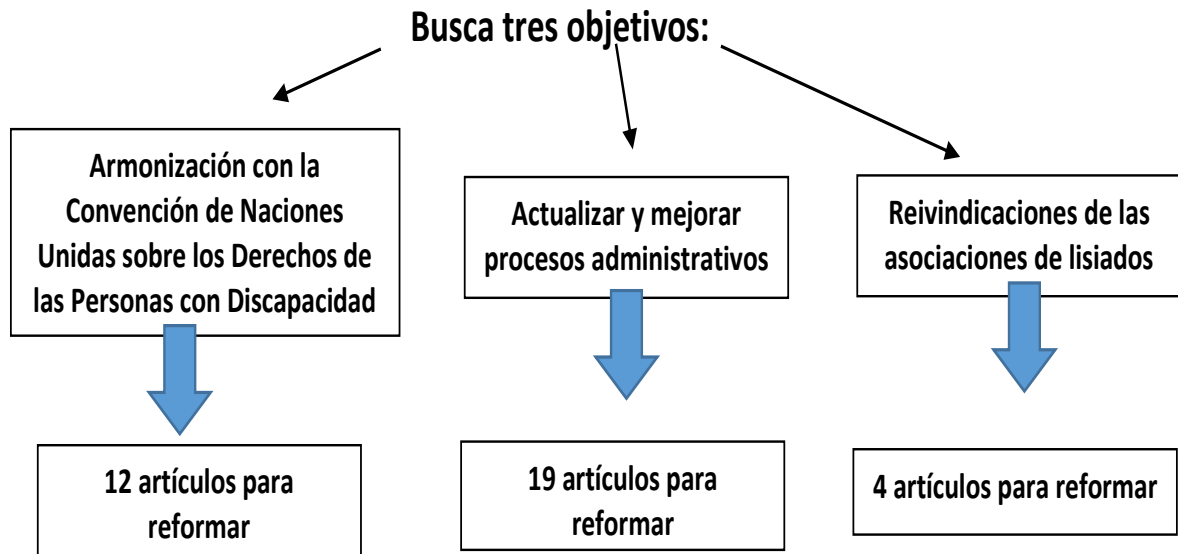 Busca tres objetivos:
Armonización con la
Convención de Naciones
Unidas sobre los Derechos de
las Personas con Discapacidad
Actualizar y mejorar
procesos administrativos
Reivindicaciones de las
asociaciones de lisiados
12 artículos para
reformar
19 artículos para
reformar
4 artículos para reformar